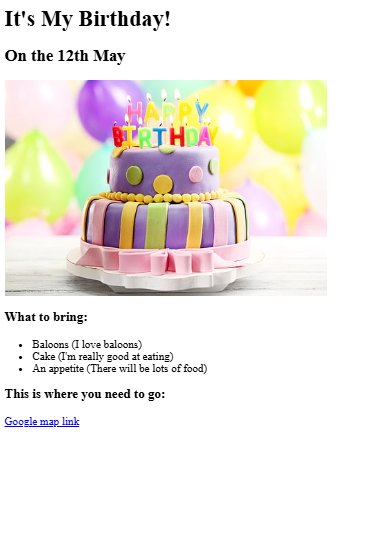 It's My Birthday!
On the 12th May
HAPPY
BIRTHDAY
What to bring:
Baloons (I love baloons)
Cake (I'm really good at eating)
An appetite (There will be lots of food)
This is where you need to go:
Google map link